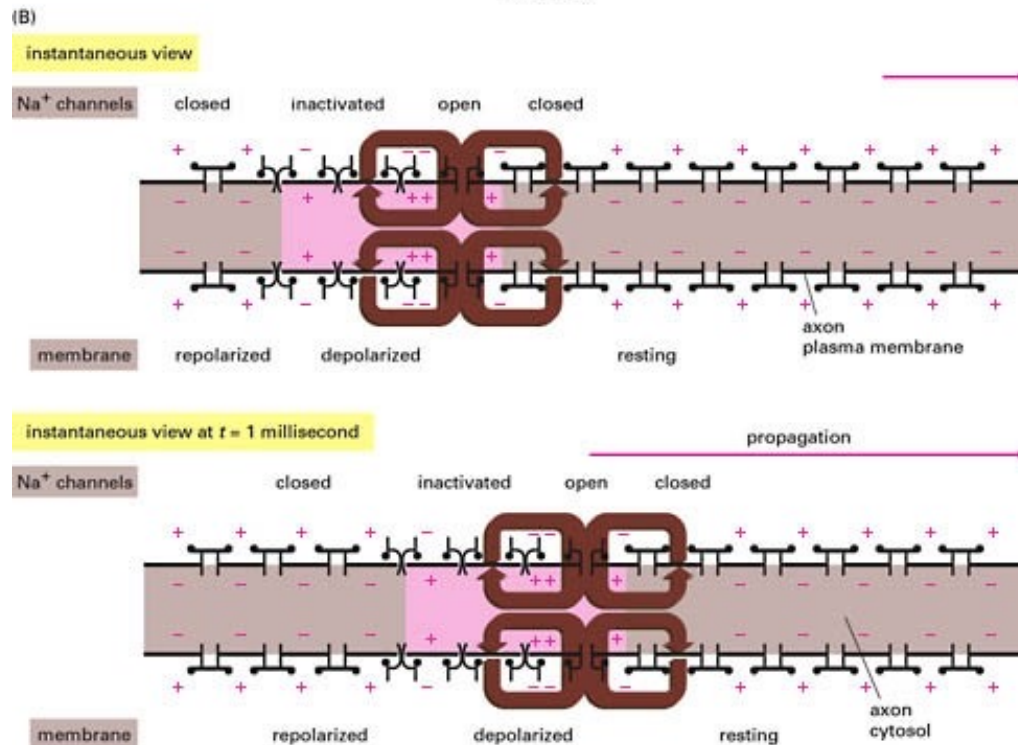 (B)
instantaneous view
Na⁺ channels closed inactivated open closed
+ + − − − − + + + + + + +
− − + + + + − − − − − −
− − + + + + − − − − − −
+ + − − − − + + + + + +
axon
plasma membrane
membrane repolarized depolarized resting
instantaneous view at t = 1 millisecond
propagation
Na⁺ channels closed inactivated open closed
+ + + + − − − − + + + + +
− − − − + + + + − − − − −
− − − − + + + + − − − − −
+ + + + − − − − + + + + +
axon
cytosol
membrane repolarized depolarized resting